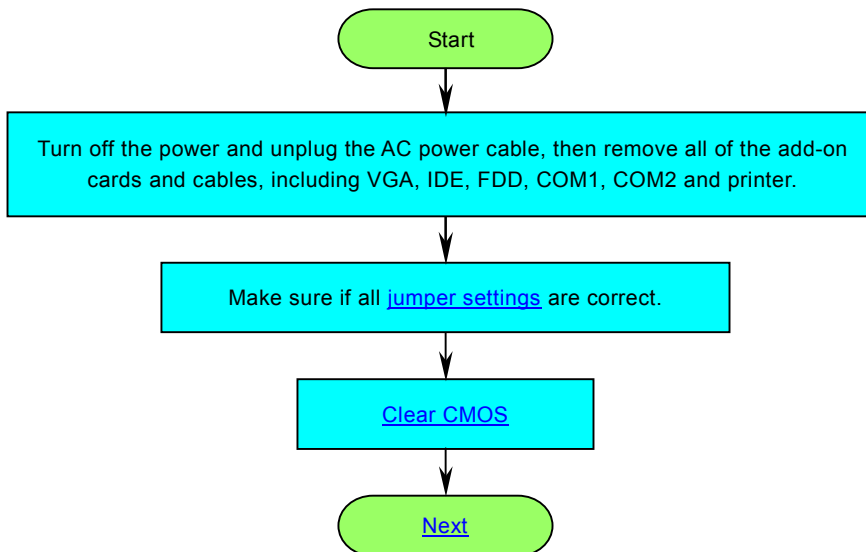 Start
Turn off the power and unplug the AC power cable, then remove all of the add-on
cards and cables, including VGA, IDE, FDD, COM1, COM2 and printer.
Make sure if all jumper settings are correct.
Clear CMOS
Next